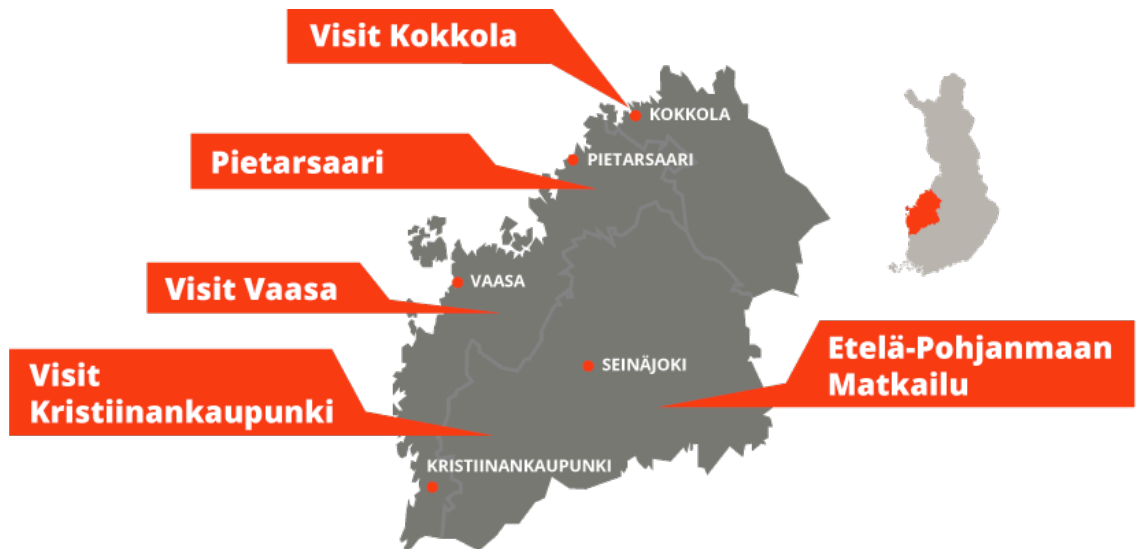 Visit Kokkola
KOKKOLA
Pietarsaari
PIETARSAARI
Visit Vaasa
VAASA
Etelä-Pohjanmaan
Matkailu
SEINÄJOKI
Visit
Kristiinankaupunki
KRISTIINANKAUPUNKI